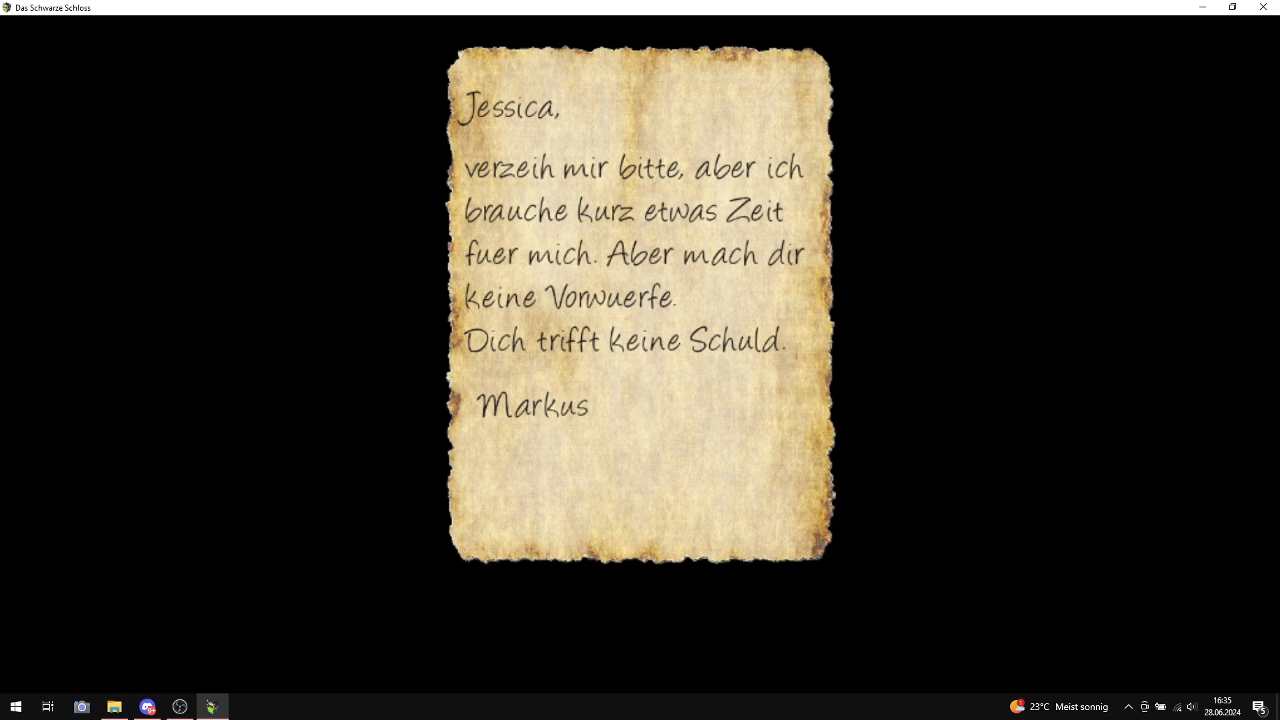 Das Schwarze Schloss
Jessica,
verzeih mir bitte, aber ich
brauche kurz etwas Zeit
fuer mich. Aber mach dir
keine Vorwuerfe.
Dich trifft keine Schuld.
Markus
23°C Meist sonnig
16:35
28.06.2024